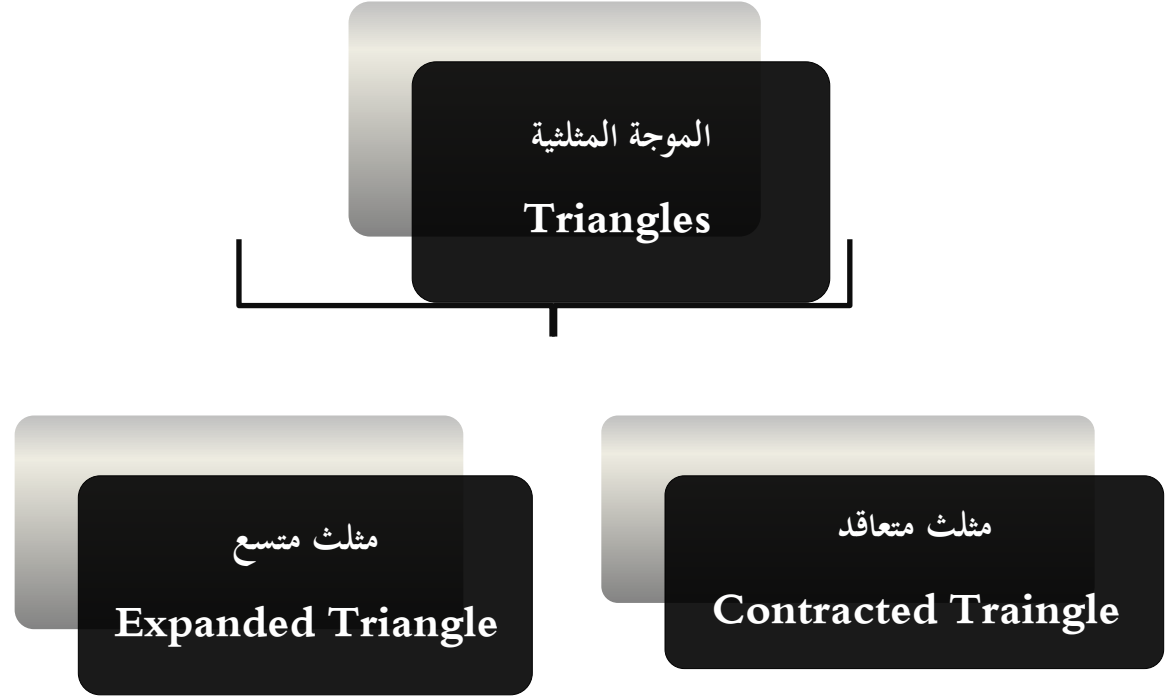 الموجة المثلثية
Triangles
مثلث متسع
Expanded Triangle
مثلث متعاقد
Contracted Traingle